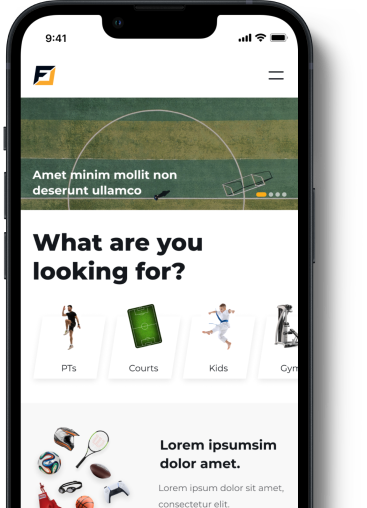 9:41
Amet minim mollit non
deserunt ullamco
What are you
looking for?
PTs
Courts
Kids
Gym
Lorem ipsumsim
dolor amet.
Lorem ipsum dolor sit amet,
consectetur elit.